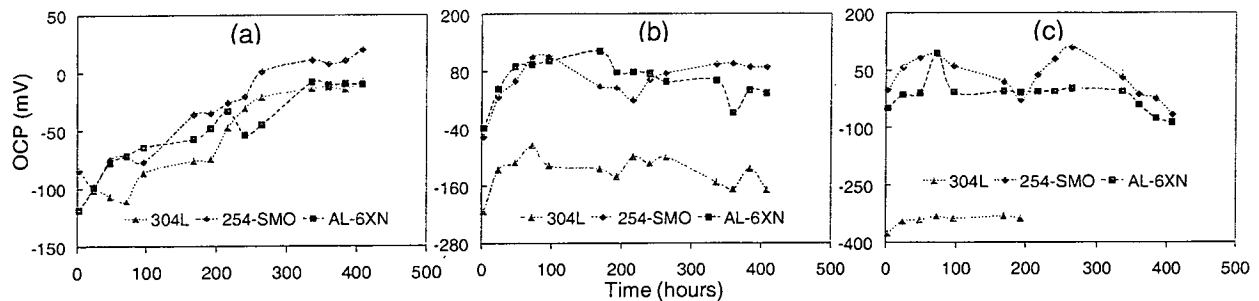 OCP (mV)
50
0
-50
-100
-150
(a)
304L 254-SMO AL-6XN
0 100 200 300 400 500
200
80
-40
-160
-280
(b)
304L 254-SMO AL-6XN
0 100 200 300 400 500
200
50
-100
-250
-400
(c)
304L 254-SMO AL-6XN
0 100 200 300 400 500
Time (hours)